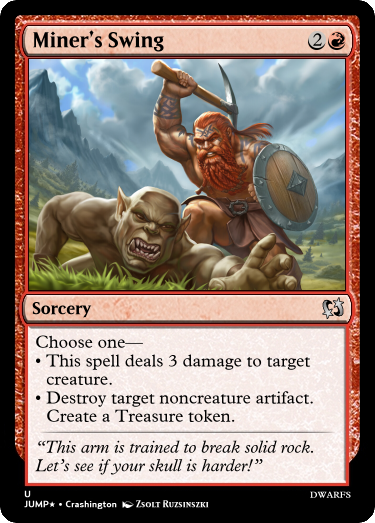 Miner's Swing 2
Sorcery
Choose one—
• This spell deals 3 damage to target
creature.
• Destroy target noncreature artifact.
Create a Treasure token.
“This arm is trained to break solid rock.
Let's see if your skull is harder!”
U DWARFS
JUMP★ • Crashington Zsolt Ruzsinszki